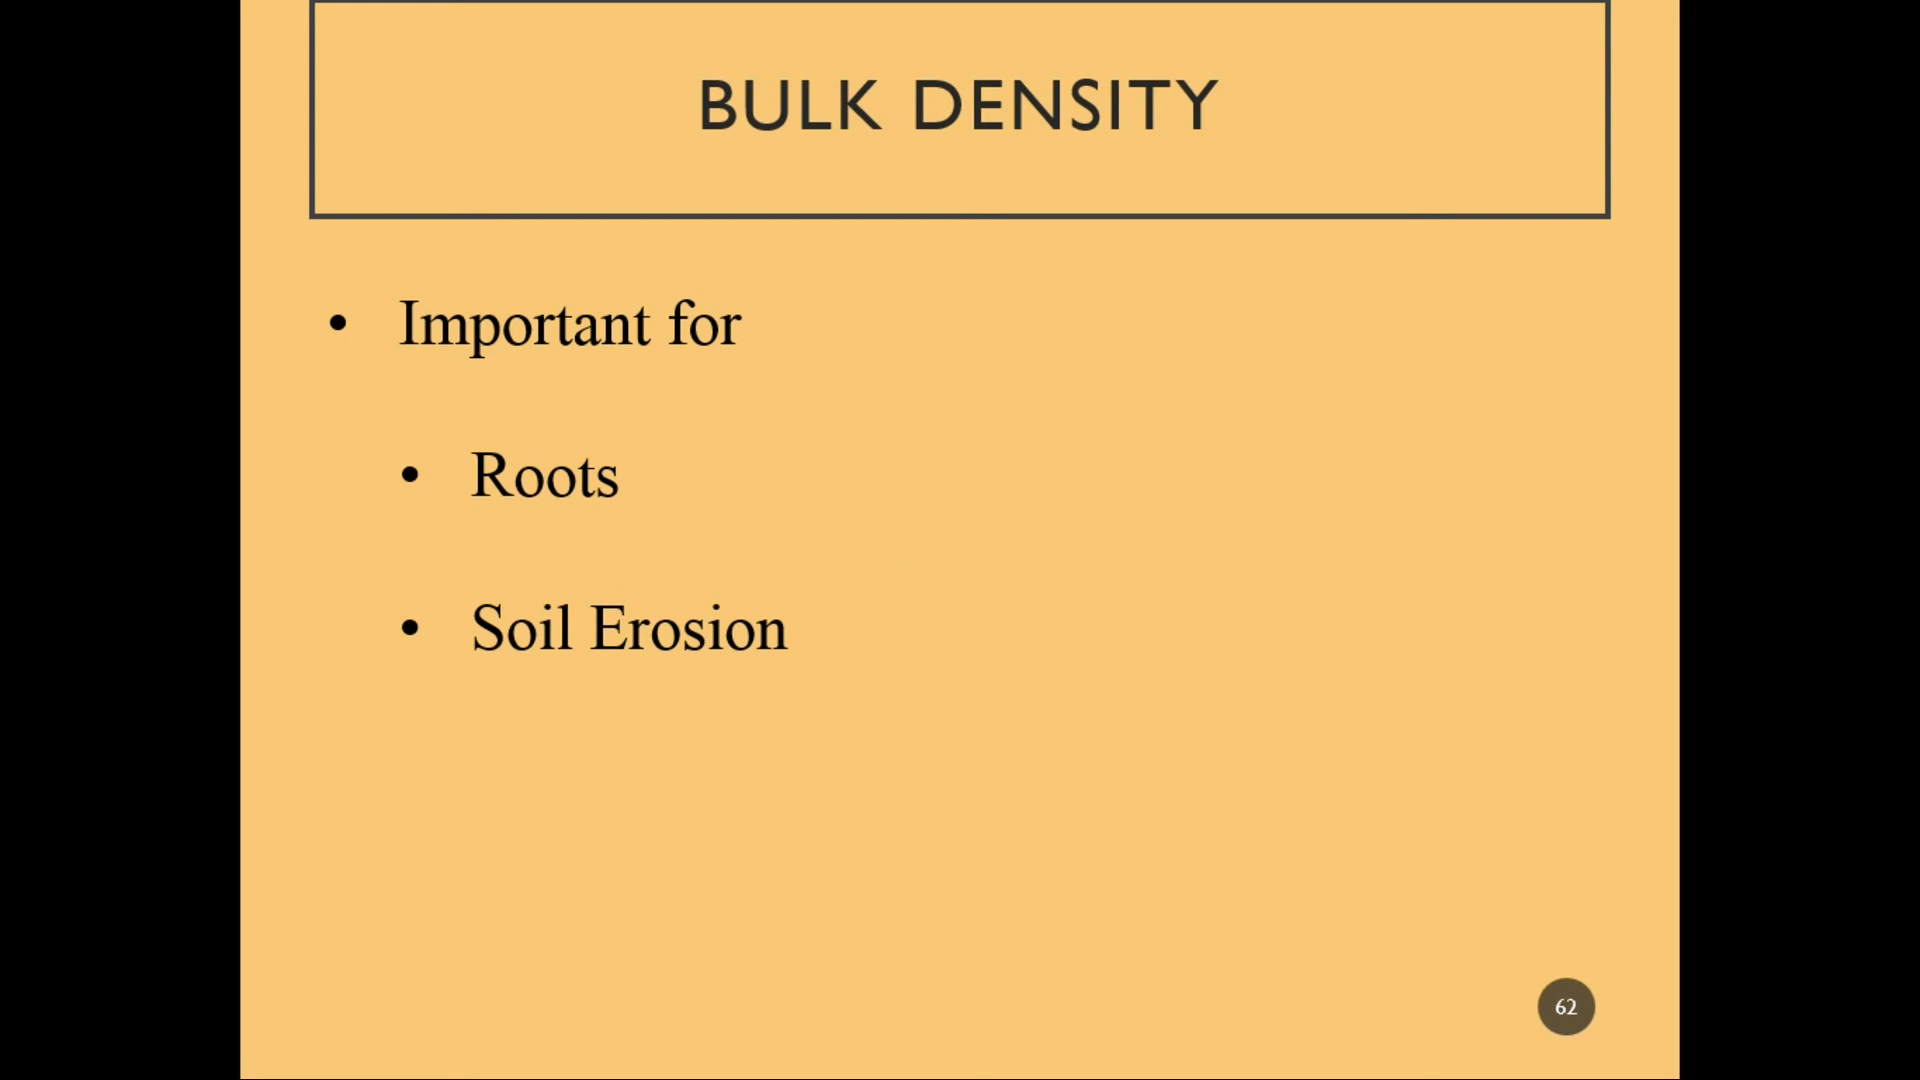 BULK DENSITY
• Important for
• Roots
• Soil Erosion
62